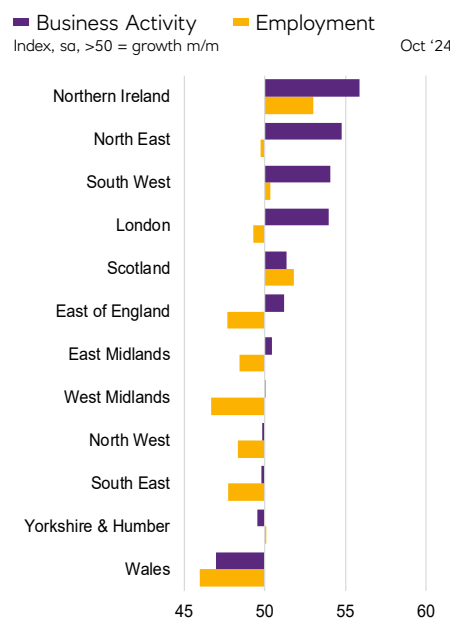 Business Activity Employment
Index, sa, >50 = growth m/m Oct ‘24
Northern Ireland
North East
South West
London
Scotland
East of England
East Midlands
West Midlands
North West
South East
Yorkshire & Humber
Wales
45 50 55 60